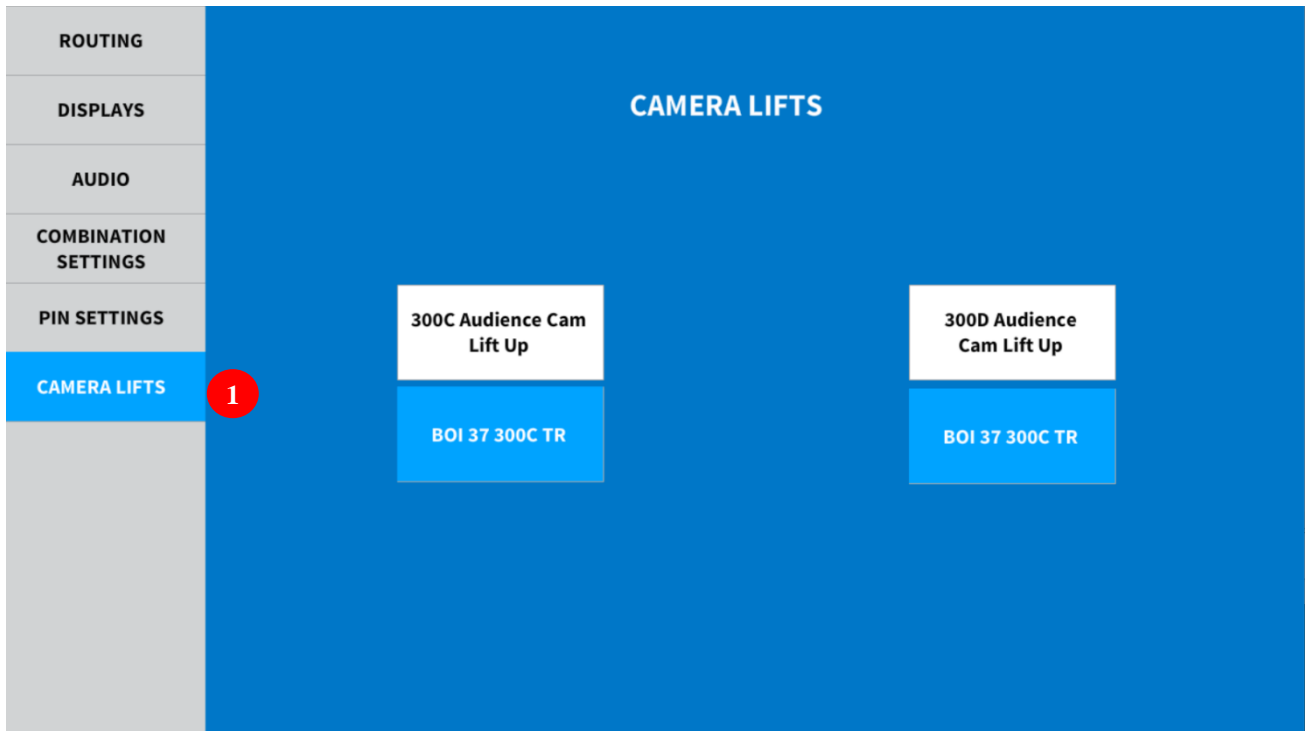 ROUTING
DISPLAYS
AUDIO
COMBINATION
SETTINGS
PIN SETTINGS
CAMERA LIFTS
1
CAMERA LIFTS
300C Audience Cam
Lift Up
BOI 37 300C TR
300D Audience
Cam Lift Up
BOI 37 300C TR